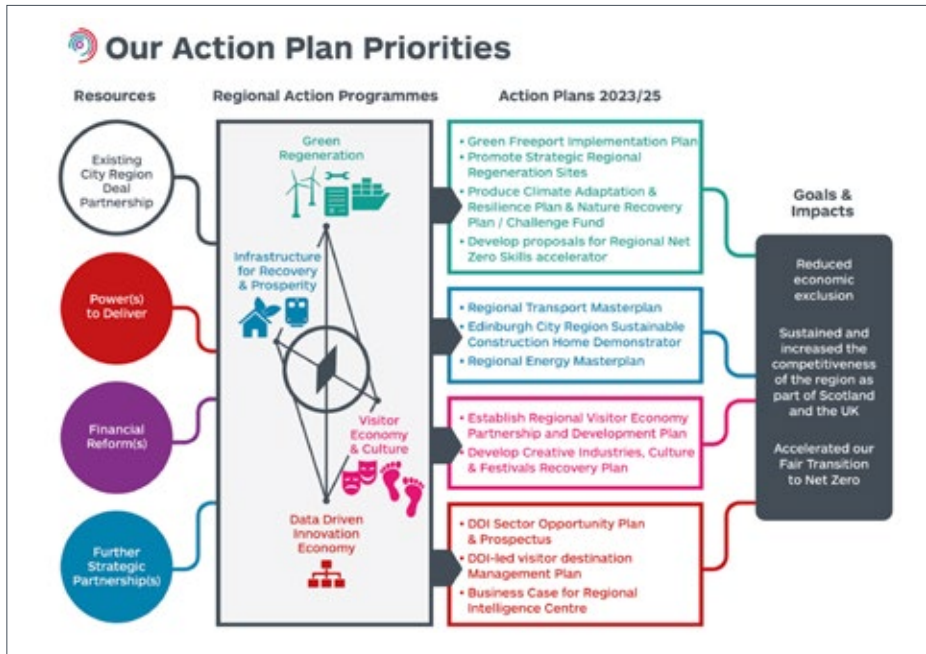 Our Action Plan Priorities
Resources
Regional Action Programmes
Action Plans 2023/25
Existing
City Region
Deal
Partnership
Power(s)
to Deliver
Financial
Reform(s)
Further
Strategic
Partnership(s)
Green
Regeneration
Infrastructure
for Recovery
& Prosperity
Visitor
Economy
& Culture
Data Driven
Innovation
Economy
• Green Freeport Implementation Plan
• Promote Strategic Regional
Regeneration Sites
• Produce Climate Adaptation &
Resilience Plan & Nature Recovery
Plan / Challenge Fund
• Develop proposals for Regional Net
Zero Skills accelerator
• Regional Transport Masterplan
• Edinburgh City Region Sustainable
Construction Home Demonstrator
• Regional Energy Masterplan
• Establish Regional Visitor Economy
Partnership and Development Plan
• Develop Creative Industries, Culture
& Festivals Recovery Plan
• DDI Sector Opportunity Plan
& Prospectus
• DDI-led visitor destination
Management Plan
• Business Case for Regional
Intelligence Centre
Goals &
Impacts
Reduced
economic
exclusion
Sustained and
increased the
competitiveness
of the region as
part of Scotland
and the UK
Accelerated our
Fair Transition
to Net Zero